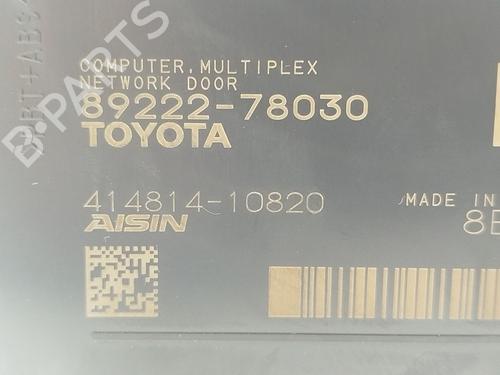 COMPUTER, MULTIPLEX
NETWORK DOOR
89222-78030
TOYOTA
414814-10820
AISIN
MADE IN
B-PARTS